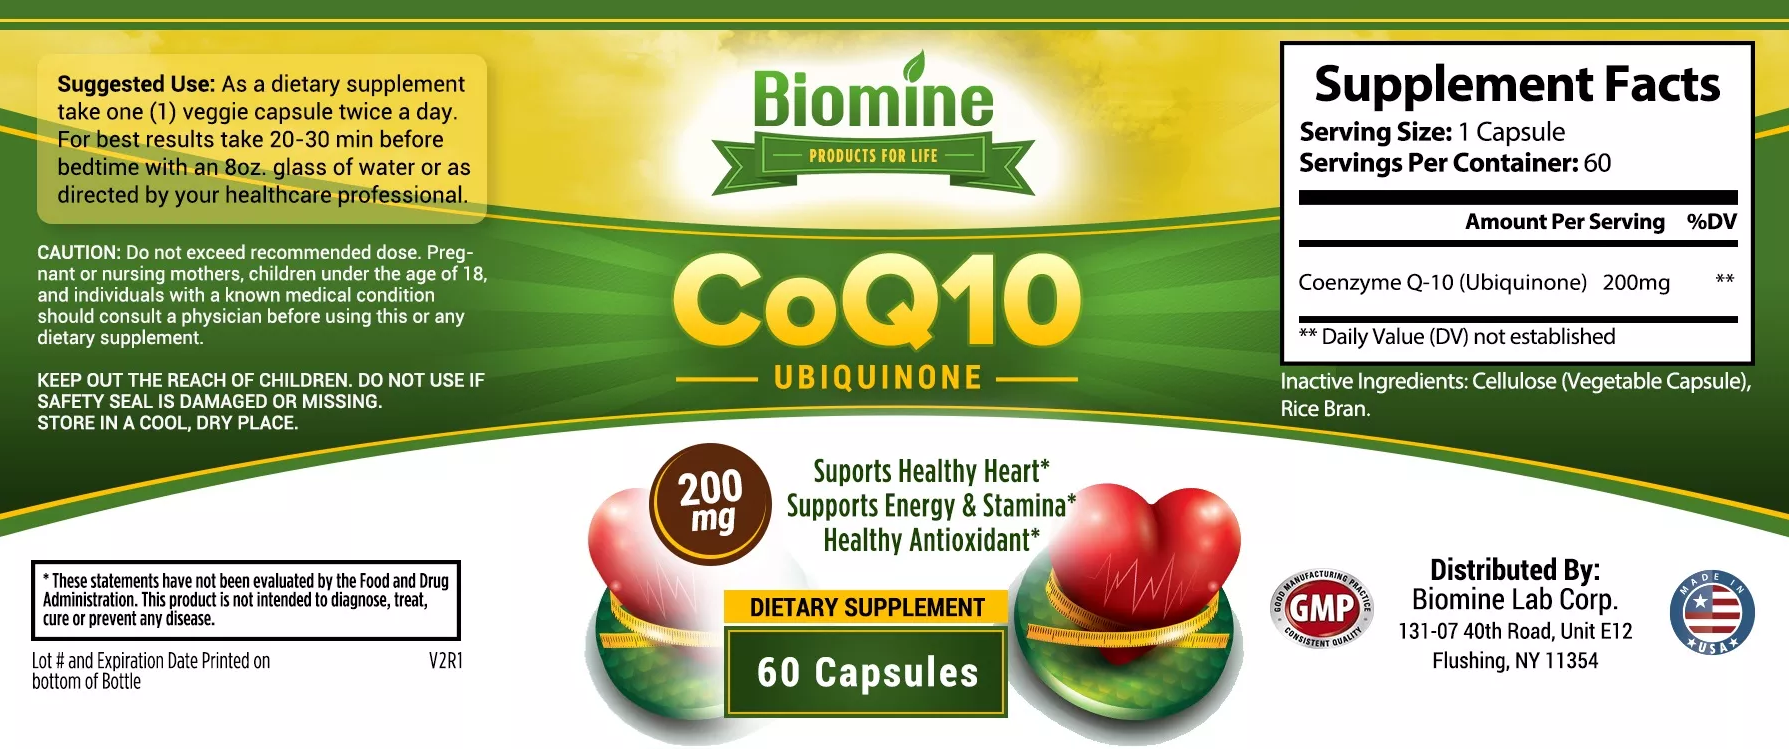 Suggested Use: As a dietary supplement
take one (1) veggie capsule twice a day.
For best results take 20-30 min before
bedtime with an 8oz. glass of water or as
directed by your healthcare professional.
CAUTION: Do not exceed recommended dose. Preg-
nant or nursing mothers, children under the age of 18,
and individuals with a known medical condition
should consult a physician before using this or any
dietary supplement.
KEEP OUT THE REACH OF CHILDREN. DO NOT USE IF
SAFETY SEAL IS DAMAGED OR MISSING.
STORE IN A COOL, DRY PLACE.
* These statements have not been evaluated by the Food and Drug
Administration. This product is not intended to diagnose, treat,
cure or prevent any disease.
Lot # and Expiration Date Printed on
bottom of Bottle
V2R1
Biomine
PRODUCTS FOR LIFE
CoQ10
UBIQUINONE
200
mg
Suports Healthy Heart*
Supports Energy & Stamina*
Healthy Antioxidant*
DIETARY SUPPLEMENT
60 Capsules
Supplement Facts
Serving Size: 1 Capsule
Servings Per Container: 60
Amount Per Serving %DV
Coenzyme Q-10 (Ubiquinone) 200mg **
** Daily Value (DV) not established
Inactive Ingredients: Cellulose (Vegetable Capsule),
Rice Bran.
GOOD MANUFACTURING PRACTICE
GMP
CONSISTENT QUALITY
Distributed By:
Biomine Lab Corp.
131-07 40th Road, Unit E12
Flushing, NY 11354
MADE IN
USA